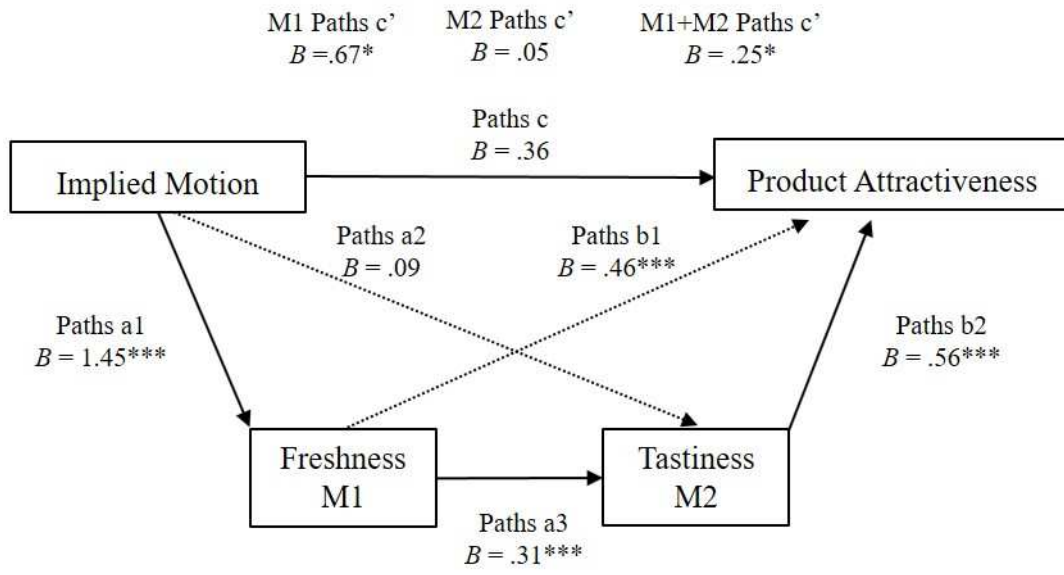 M1 Paths c’
B =.67*
M2 Paths c’
B = .05
M1+M2 Paths c’
B = .25*
Paths c
B = .36
Implied Motion
Product Attractiveness
Paths a2
B = .09
Paths b1
B = .46***
Paths a1
B = 1.45***
Paths b2
B = .56***
Freshness
M1
Tastiness
M2
Paths a3
B = .31***